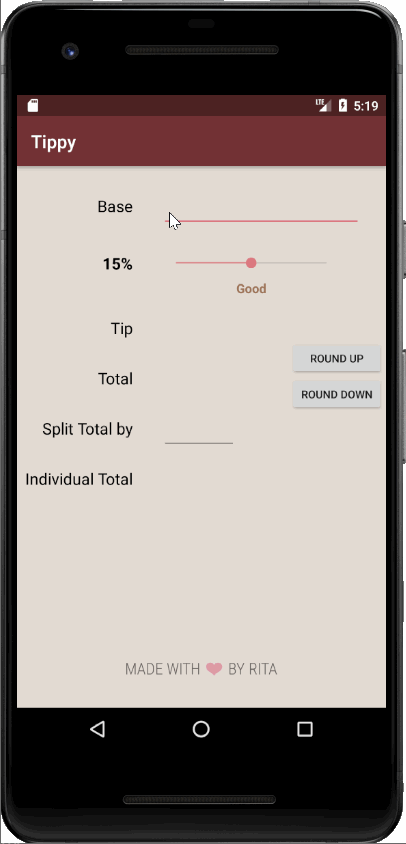 LTE 5:19
Tippy
Base
15%
Good
Tip
ROUND UP
Total
ROUND DOWN
Split Total by
Individual Total
MADE WITH ❤ BY RITA